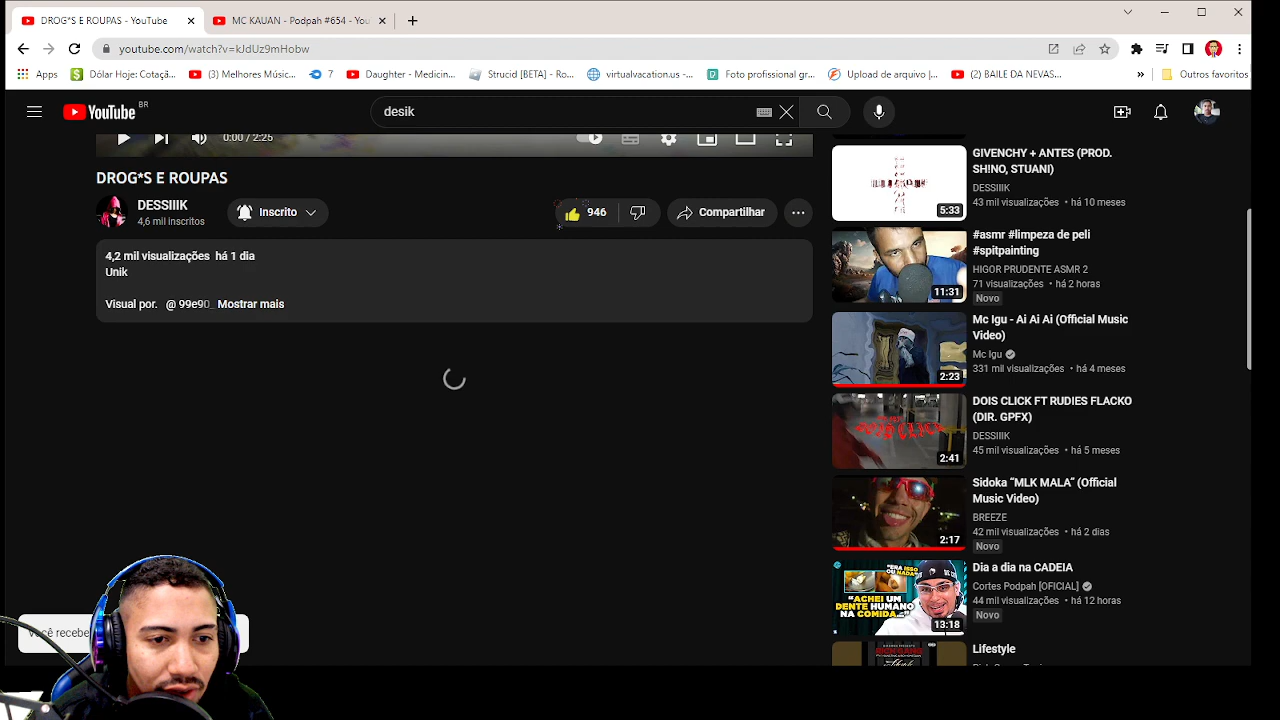 DROG*S E ROUPAS - YouTube
MC KAUAN - Podpah #654 - You
youtube.com/watch?v=kJdUz9mHobw
Apps
Dólar Hoje: Cotaçã...
(3) Melhores Músic...
7
Daughter - Medicin...
Strucid [BETA] - Ro...
virtualvacation.us -...
Foto profissional gr...
Upload de arquivo |...
(2) BAILE DA NEVAS...
»
Outros favoritos
YouTube BR
desik
0:00 / 2:25
DROG*S E ROUPAS
DESSIIIK
4,6 mil inscritos
Inscrito
946
Compartilhar
4,2 mil visualizações há 1 dia
Unik
Visual por. @ 99e90_ Mostrar mais
Você recebe
5:33
GIVENCHY + ANTES (PROD.
SH!NO, STUANI)
DESSIIIK
43 mil visualizações • há 10 meses
11:31
#asmr #limpeza de peli
#spitpainting
HIGOR PRUDENTE ASMR 2
71 visualizações • há 2 horas
Novo
2:23
Mc Igu - Ai Ai Ai (Official Music
Video)
Mc Igu
331 mil visualizações • há 4 meses
DOIS CLICK
2:41
DOIS CLICK FT RUDIES FLACKO
(DIR. GPFX)
DESSIIIK
45 mil visualizações • há 5 meses
2:17
Sidoka “MLK MALA” (Official
Music Video)
BREEZE
42 mil visualizações • há 2 dias
Novo
"ERA ISSO
OU NADA"
"ACHEI UM
DENTE HUMANO
NA COMIDA..."
13:18
Dia a dia na CADEIA
Cortes Podpah [OFICIAL]
44 mil visualizações • há 12 horas
Novo
Lifestyle